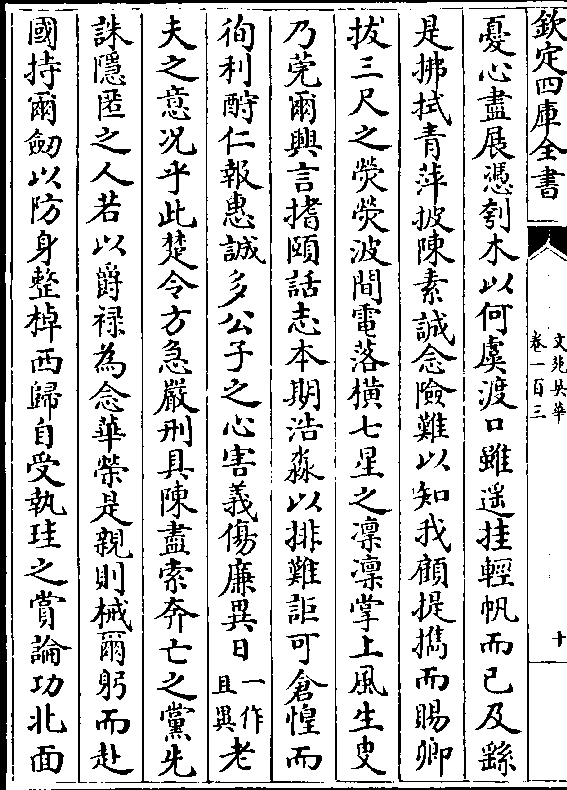 欽定四庫全書
文苑英華
卷一百三
十
憂心盡展憑刳木以何虞渡口雖遥挂輕帆而已及繇
是拂拭青萍披陳素誠念險難以知我顧提擕而賜卿
拔三尺之熒熒波間電落橫七星之凛凛掌上風生叟
乃莞爾興言搘頤話志本期浩淼以排難詎可倉惶而
徇利酧仁報惠誠多公子之心害義傷廉異日一作且異老
夫之意况乎此楚令方急嚴刑具陳盡索奔亡之黨先
誅隱匿之人若以爵禄為念華榮是親則械爾躬而赴
國持爾劒以防身整棹西歸自受執珪之賞論功北面